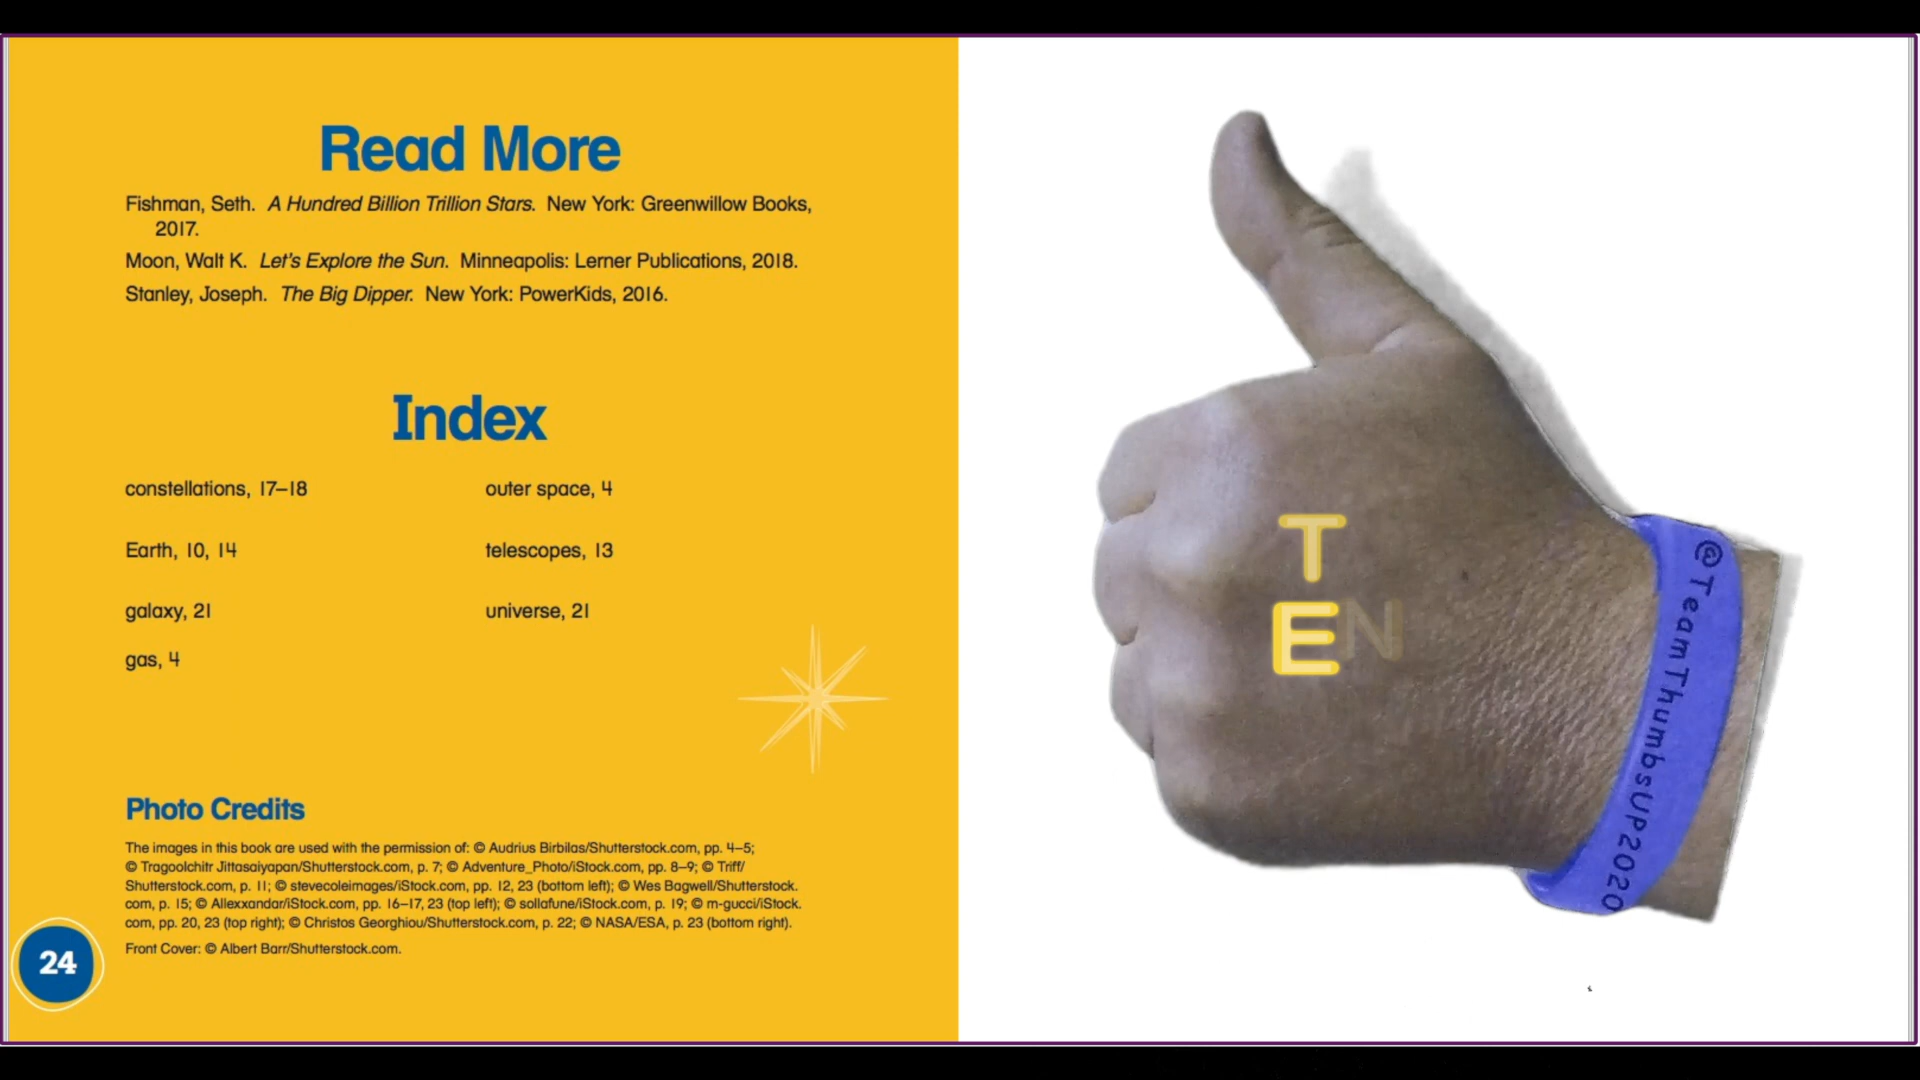 Read More
Fishman, Seth. A Hundred Billion Trillion Stars. New York: Greenwillow Books,
2017.
Moon, Walt K. Let's Explore the Sun. Minneapolis: Lerner Publications, 2018.
Stanley, Joseph. The Big Dipper. New York: PowerKids, 2016.
Index
constellations, 17–18
Earth, 10, 14
galaxy, 21
gas, 4
outer space, 4
telescopes, 13
universe, 21
Photo Credits
The images in this book are used with the permission of: © Audrius Birbilas/Shutterstock.com, pp. 4–5;
© Tragoolchitr Jittasaiyapan/Shutterstock.com, p. 7; © Adventure_Photo/iStock.com, pp. 8–9; © Triff/
Shutterstock.com, p. 11; © stevecoleimages/iStock.com, pp. 12, 23 (bottom left); © Wes Bagwell/Shutterstock.
com, p. 15; © Allexxandar/iStock.com, pp. 16–17, 23 (top left); © sollafune/iStock.com, p. 19; © m-gucci/iStock.
com, pp. 20, 23 (top right); © Christos Georghiou/Shutterstock.com, p. 22; © NASA/ESA, p. 23 (bottom right).
Front Cover: © Albert Barr/Shutterstock.com.
24
T
EN
@TeamThumbsUP2020